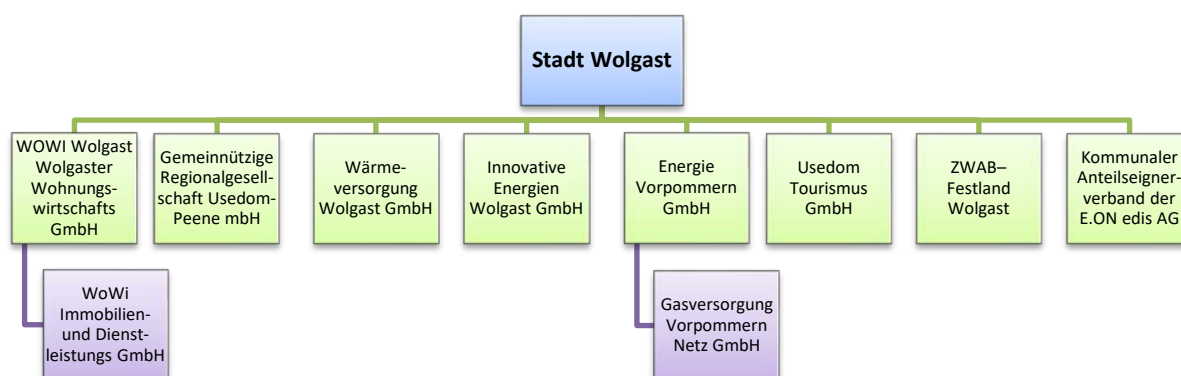 Stadt Wolgast
WOWI Wolgast
Wolgaster
Wohnungs-
wirtschafts
GmbH
Gemeinnützige
Regionalgesell-
schaft Usedom-
Peene mbH
Wärme-
versorgung
Wolgast GmbH
Innovative
Energien
Wolgast GmbH
Energie
Vorpommern
GmbH
Usedom
Tourismus
GmbH
ZWAB–
Festland
Wolgast
Kommunaler
Anteilseigner-
verband der
E.ON edis AG
WoWi
Immobilien-
und Dienst-
leistungs GmbH
Gasversorgung
Vorpommern
Netz GmbH